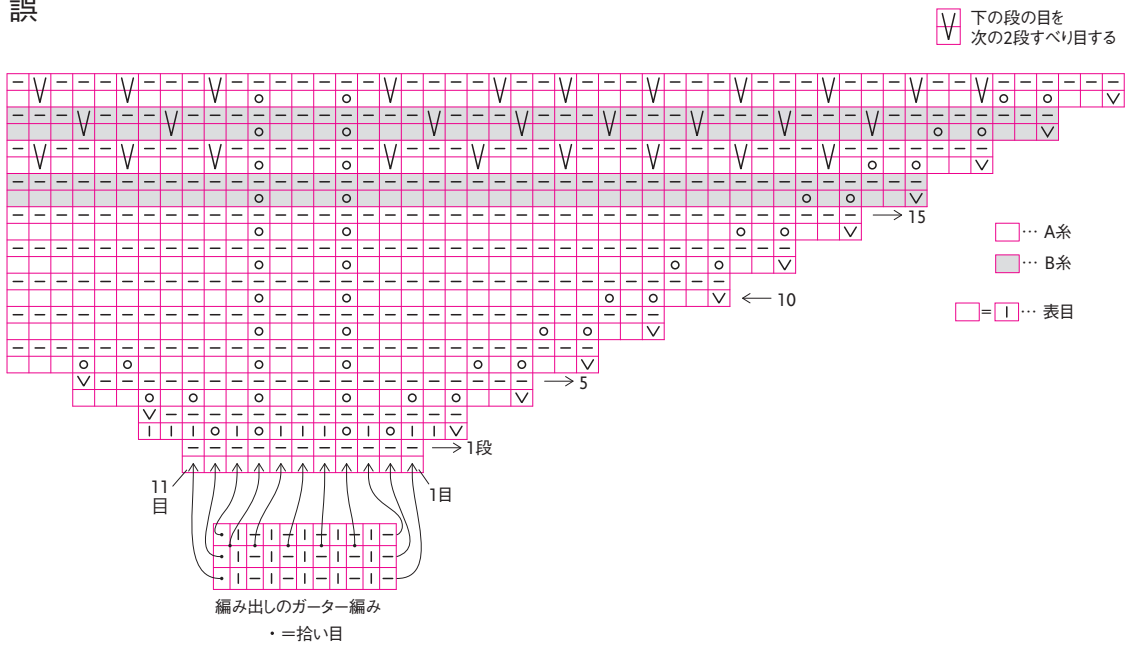 誤
下の段の目を
次の2段すべり目する
→ 15
□… A糸
… B糸
← 10
□=｜… 表目
→ 5
→ 1段
11
目
1目
編み出しのガーター編み
・=拾い目